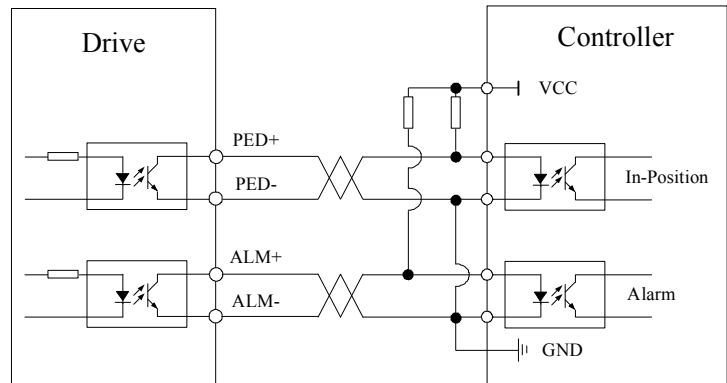 Drive
Controller
VCC
PED+
PED-
In-Position
ALM+
ALM-
Alarm
GND